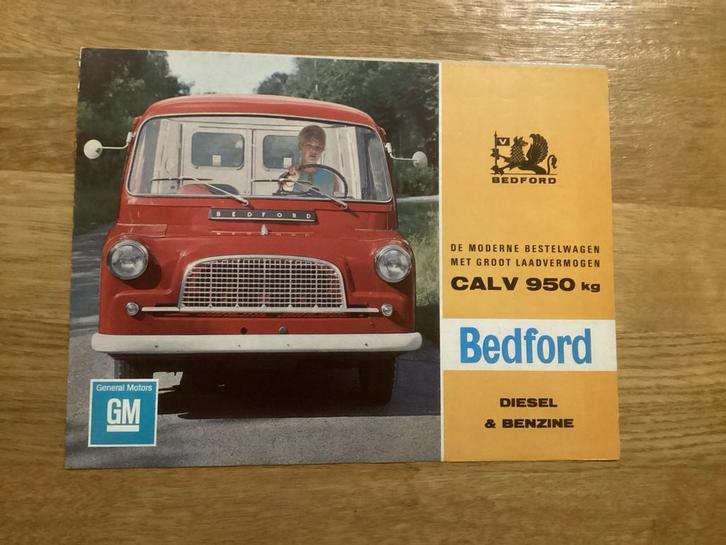 BEDFORD
General Motors
GM
V
BEDFORD
DE MODERNE BESTELWAGEN
MET GROOT LAADVERMOGEN
CALV 950 kg
Bedford
DIESEL
& BENZINE